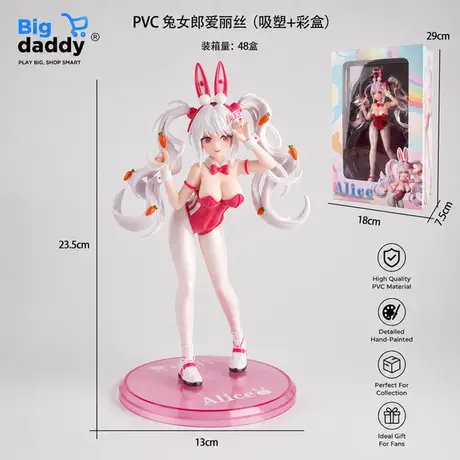 Big
daddy
®
PLAY BIG, SHOP SMART
PVC 兔女郎爱丽丝（吸塑+彩盒）
装箱量：48盒
29cm
Alice
18cm
7.5cm
23.5cm
High Quality
PVC Material
Detailed
Hand-Painted
Perfect For
Collection
Ideal Gift
For Fans
Alice
13cm